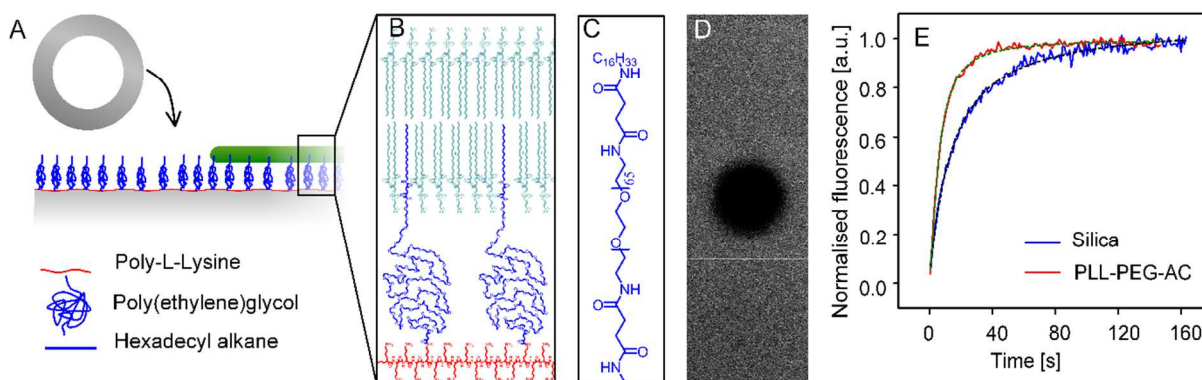 A
Poly-L-Lysine
Poly(ethylene)glycol
Hexadecyl alkane
B
C
C16H33
NH
O
O
HN
65
O
O
NH
O
O
HN
D
E
Normalised fluorescence [a.u.]
1.0
0.8
0.6
0.4
0.2
0.0
Silica
PLL-PEG-AC
0 40 80 120 160
Time [s]